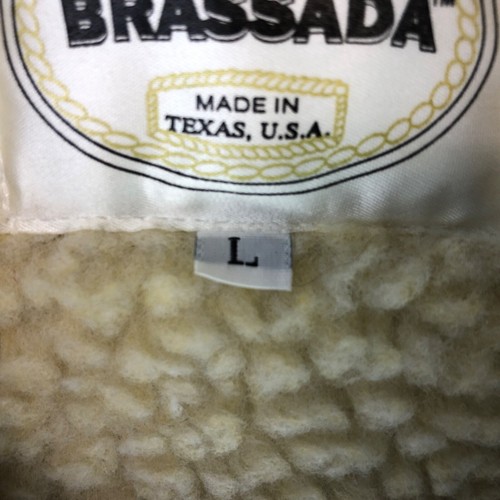 BRASSADA™
MADE IN
TEXAS, U.S.A.
L